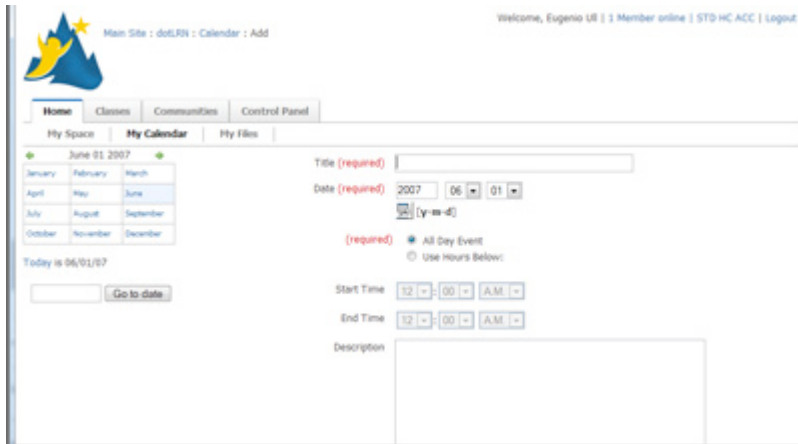 Welcome, Eugenio Ull | 1 Member online | STD HC ACC | Logout
Main Site : dotLRN : Calendar : Add
Home Classes Communities Control Panel
My Space My Calendar My Files
June 01 2007
January February March
April May June
July August September
October November December
Today is 06/01/07
Go to date
Title (required)
Date (required) 2007 06 01
[y-m-d]
(required) All Day Event
Use Hours Below:
Start Time 12 : 00 A.M.
End Time 12 : 00 A.M.
Description